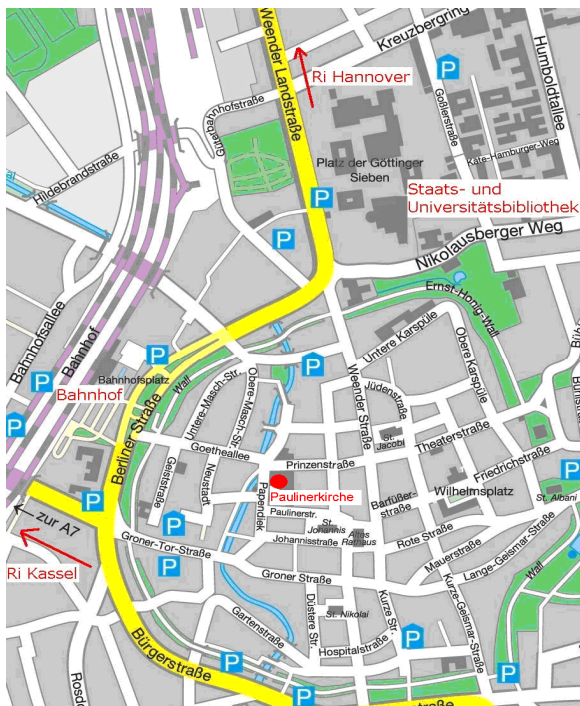 Weender Landstraße
Kreuzbergring
Ri Hannover
P
Humboldtallee
Goßlerstraße
Güterbahnhofstraße
Hildebrandstraße
Platz der Göttinger
Sieben
Käte-Hamburger-Weg
Staats- und
Universitätsbibliothek
P
P
Nikolausberger Weg
Ernst-Honig-Wall
Bahnhofsallee
Bahnhof
Untere Karspüle
Obere Karspüle
P
P
P
Bahnhofsplatz
Wall
Bahnhof
Berliner Straße
Untere-Masch-Str.
Obere-Masch-Str.
Weender Straße
Jüdenstraße
P
Goetheallee
St.
Jacobi
Theaterstraße
Prinzenstraße
Friedrichstraße
Geiststraße
Neustadt
Papendiek
Paulinerkirche
Wilhelmsplatz
St. Albani
P
Barfüßer-
straße
zur A7
P
Paulinerstr.
St.
Johannis
Altes
Rathaus
Johannisstraße
Rote Straße
Mauerstraße
Groner-Tor-Straße
Lange-Geismar-Straße
Wall
Ri Kassel
P
Groner Straße
Kurze-Geismar-Straße
Düstere Str.
St. Nikolai
Kurze Str.
Gartenstraße
P
Hospitalstraße
Bürgerstraße
P
P
P